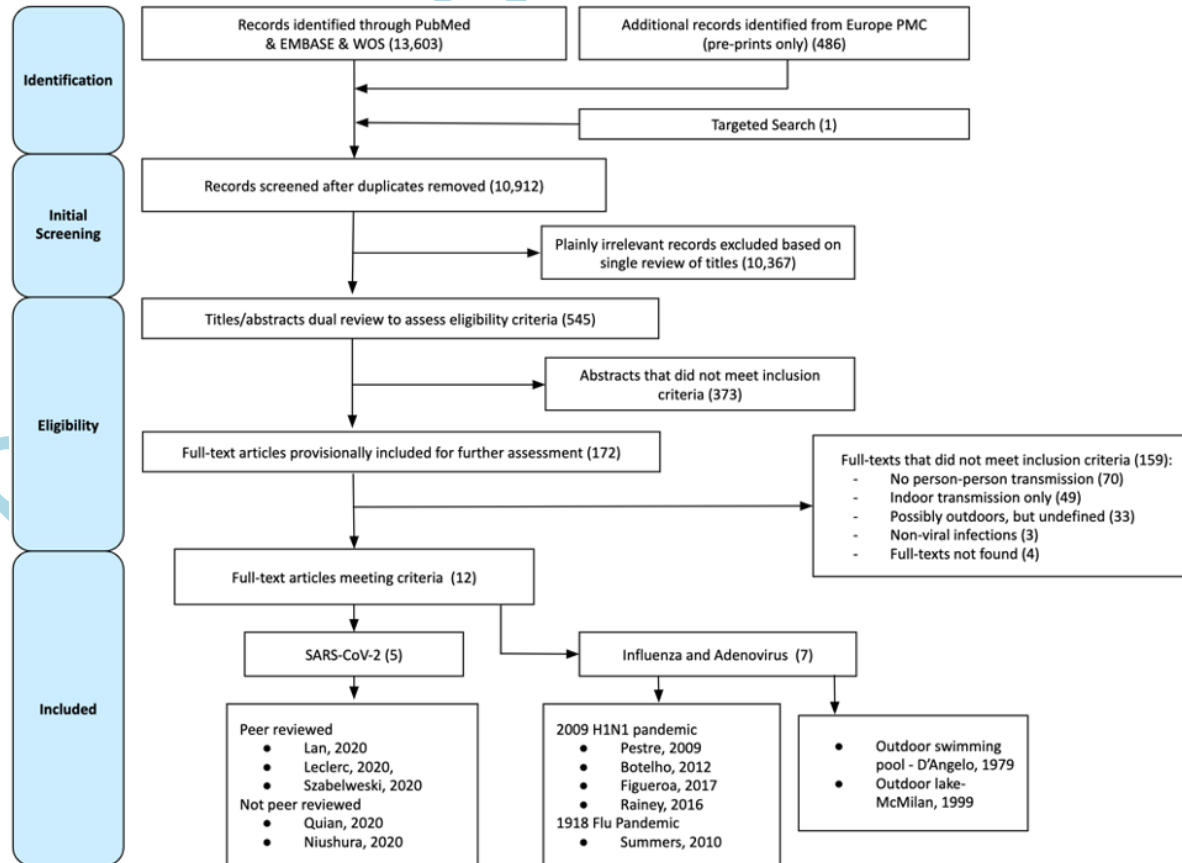 Identification
Records identified through PubMed
& EMBASE & WOS (13,603)
Additional records identified from Europe PMC
(pre-prints only) (486)
Targeted Search (1)
Initial
Screening
Records screened after duplicates removed (10,912)
Plainly irrelevant records excluded based on
single review of titles (10,367)
Eligibility
Titles/abstracts dual review to assess eligibility criteria (545)
Abstracts that did not meet inclusion
criteria (373)
Full-text articles provisionally included for further assessment (172)
Full-texts that did not meet inclusion criteria (159):
- No person-person transmission (70)
- Indoor transmission only (49)
- Possibly outdoors, but undefined (33)
- Non-viral infections (3)
- Full-texts not found (4)
Included
Full-text articles meeting criteria (12)
SARS-CoV-2 (5)
Influenza and Adenovirus (7)
Peer reviewed
● Lan, 2020
● Leclerc, 2020,
● Szabelweski, 2020
Not peer reviewed
● Quian, 2020
● Niushura, 2020
2009 H1N1 pandemic
● Pestre, 2009
● Botelho, 2012
● Figueroa, 2017
● Rainey, 2016
1918 Flu Pandemic
● Summers, 2010
● Outdoor swimming
pool - D'Angelo, 1979
● Outdoor lake-
McMilan, 1999